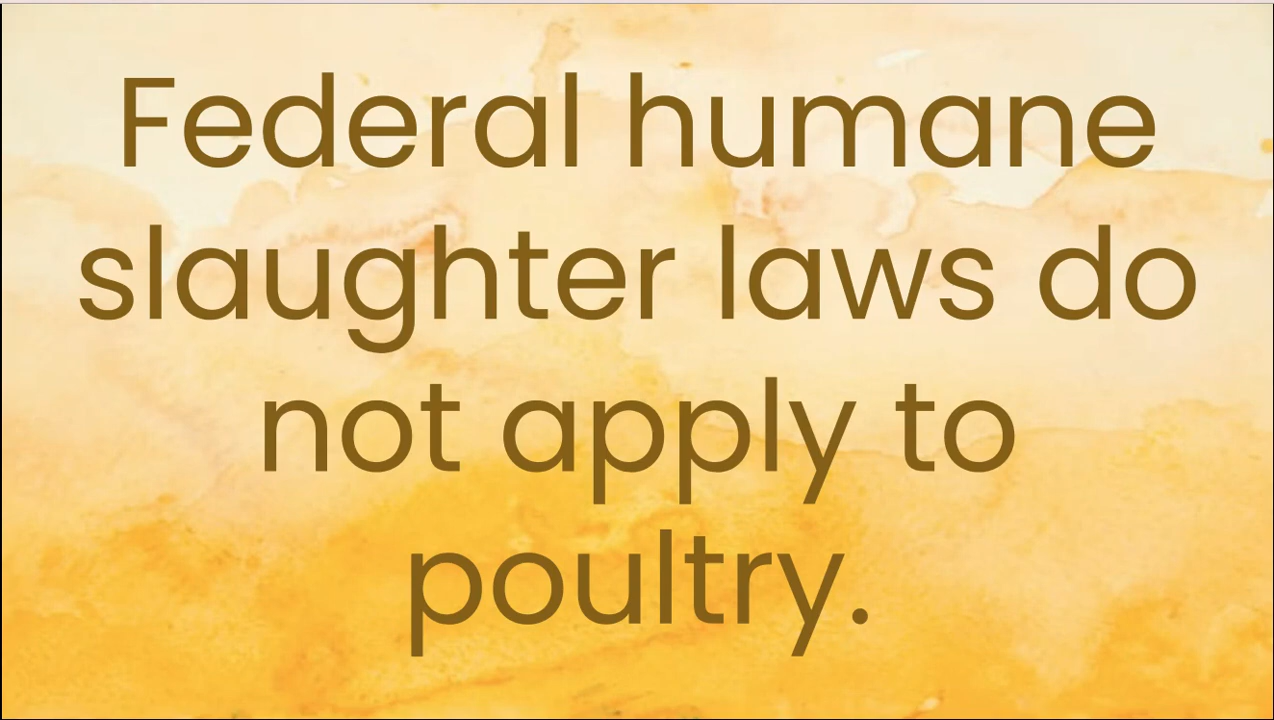 Federal humane
slaughter laws do
not apply to
poultry.